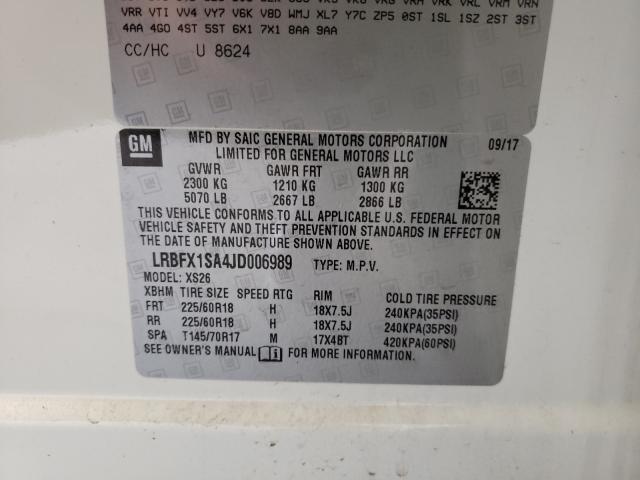 VRR VTI VV4 VY7 V6K V8D WMJ XL7 Y7C ZP5 0ST 1SL 1SZ 2ST 3ST
4AA 4GO 4ST 5ST 6X1 7X1 8AA 9AA
CC/HC U 8624
GM
MFD BY SAIC GENERAL MOTORS CORPORATION 09/17
LIMITED FOR GENERAL MOTORS LLC
GVWR GAWR FRT GAWR RR
2300 KG 1210 KG 1300 KG
5070 LB 2667 LB 2866 LB
THIS VEHICLE CONFORMS TO ALL APPLICABLE U.S. FEDERAL MOTOR
VEHICLE SAFETY AND THEFT PREVENTION STANDARDS IN EFFECT ON
THE DATE OF MANUFACTURE SHOWN ABOVE.
LRBFX1SA4JD006989 TYPE: M.P.V.
MODEL: XS26
XBHM TIRE SIZE SPEED RTG RIM COLD TIRE PRESSURE
FRT 225/60R18 H 18X7.5J 240KPA(35PSI)
RR 225/60R18 H 18X7.5J 240KPA(35PSI)
SPA T145/70R17 M 17X4BT 420KPA(60PSI)
SEE OWNER'S MANUAL FOR MORE INFORMATION.